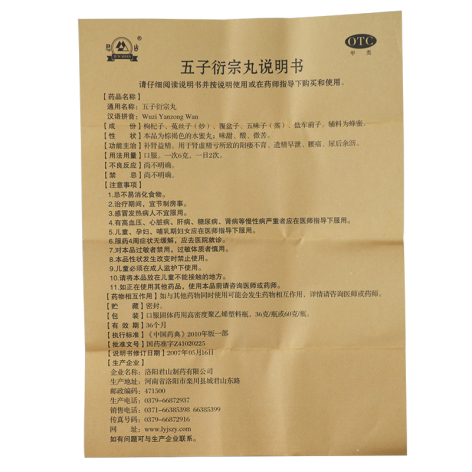 OTC
甲类
五子衍宗丸说明书
请仔细阅读说明书并按说明使用或在药师指导下购买和使用。
【药品名称】
通用名称：五子衍宗丸
汉语拼音：Wuzi Yanzong Wan
【成 份】枸杞子、菟丝子（炒）、覆盆子、五味子（蒸）、盐车前子。辅料为蜂蜜。
【性 状】本品为棕褐色的水蜜丸；味甜、酸、微苦。
【功能主治】补肾益精。用于肾虚精亏所致的阳痿不育、遗精早泄、腰痛、尿后余沥。
【用法用量】口服。一次6克，一日2次。
【不良反应】尚不明确。
【禁 忌】尚不明确。
【注意事项】
1.忌不易消化食物。
2.治疗期间，宜节制房事。
3.感冒发热病人不宜服用。
4.有高血压、心脏病、肝病、糖尿病、肾病等慢性病严重者应在医师指导下服用。
5.儿童、孕妇、哺乳期妇女应在医师指导下服用。
6.服药4周症状无缓解，应去医院就诊。
7.对本品过敏者禁用，过敏体质者慎用。
8.本品性状发生改变时禁止使用。
9.儿童必须在成人监护下使用。
10.请将本品放在儿童不能接触的地方。
11.如正在使用其他药品，使用本品前请咨询医师或药师。
【药物相互作用】如与其他药物同时使用可能会发生药物相互作用，详情请咨询医师或药师。
【贮 藏】密封。
【包 装】口服固体药用高密度聚乙烯塑料瓶，36克/瓶或60克/瓶。
【有 效 期】36个月
【执行标准】《中国药典》2010年版一部
【批准文号】国药准字Z41020225
【说明书修订日期】2007年05月16日
【生产企业】
企业名称：洛阳君山制药有限公司
生产地址：河南省洛阳市栾川县城君山东路
邮政编码：471500
生产电话：0379-66872937
销售电话：0371-66385398 66385399
传真号码：0379-66872916
网 址：www.lyjszy.com
如有问题可与生产企业联系。